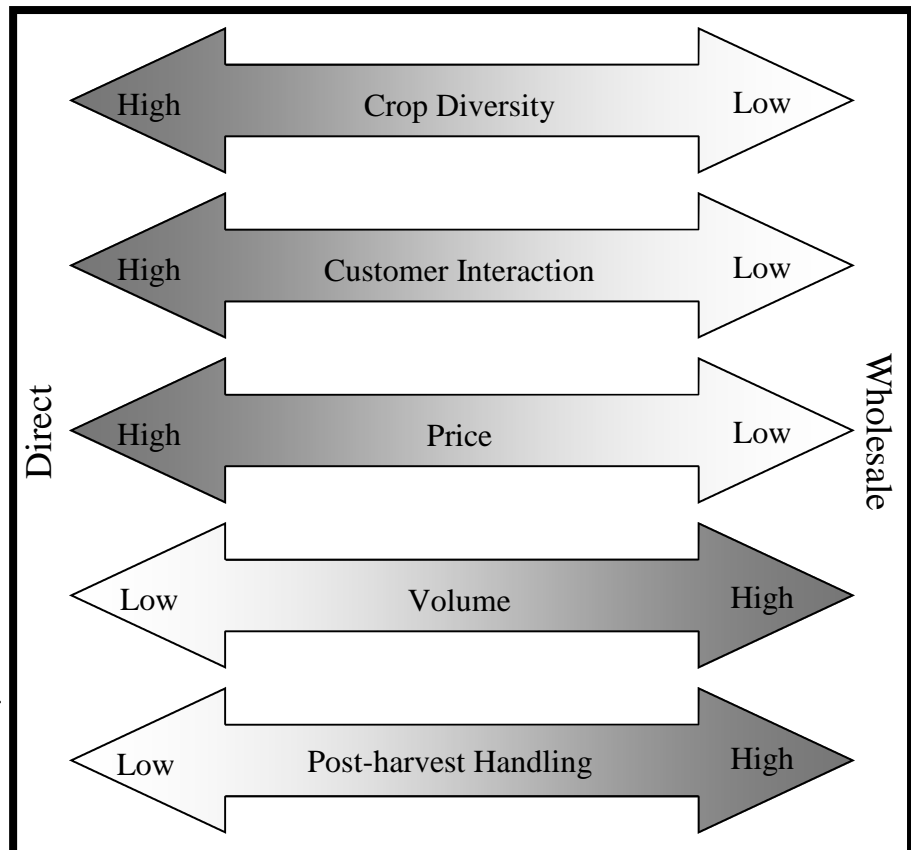 High Crop Diversity Low
High Customer Interaction Low
Direct
High Price Low
Wholesale
Low Volume High
Low Post-harvest Handling High